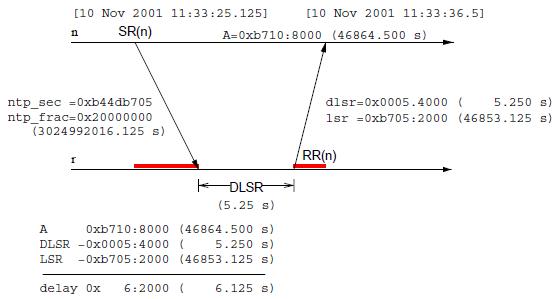 [10 Nov 2001 11:33:25.125] [10 Nov 2001 11:33:36.5]
n SR(n) A=0xb710:8000 (46864.500 s)
ntp_sec =0xb44db705
ntp_frac=0x20000000
(3024992016.125 s)
dlsr=0x0005.4000 ( 5.250 s)
lsr =0xb705:2000 (46853.125 s)
r RR(n)
DLSR
(5.25 s)
A 0xb710:8000 (46864.500 s)
DLSR -0x0005:4000 ( 5.250 s)
LSR -0xb705:2000 (46853.125 s)
delay 0x 6:2000 ( 6.125 s)